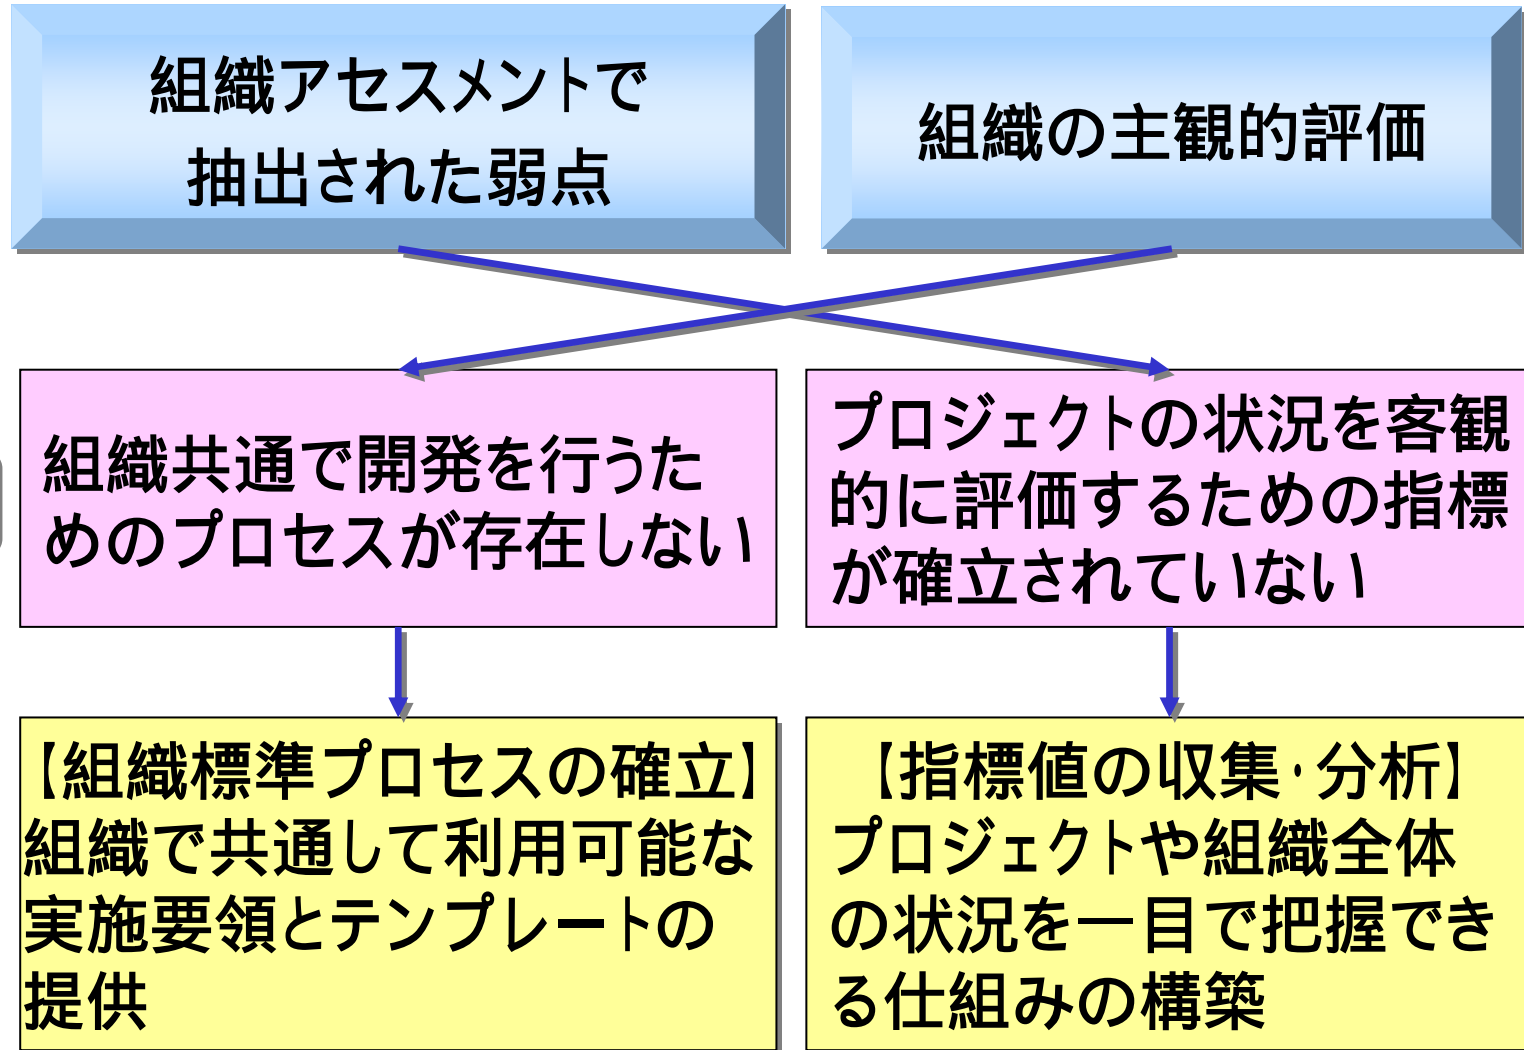 組織アセスメントで
抽出された弱点
組織の主観的評価
組織共通で開発を行うた
めのプロセスが存在しない
プロジェクトの状況を客観
的に評価するための指標
が確立されていない
【組織標準プロセスの確立】
組織で共通して利用可能な
実施要領とテンプレートの
提供
【指標値の収集・分析】
プロジェクトや組織全体
の状況を一目で把握でき
る仕組みの構築